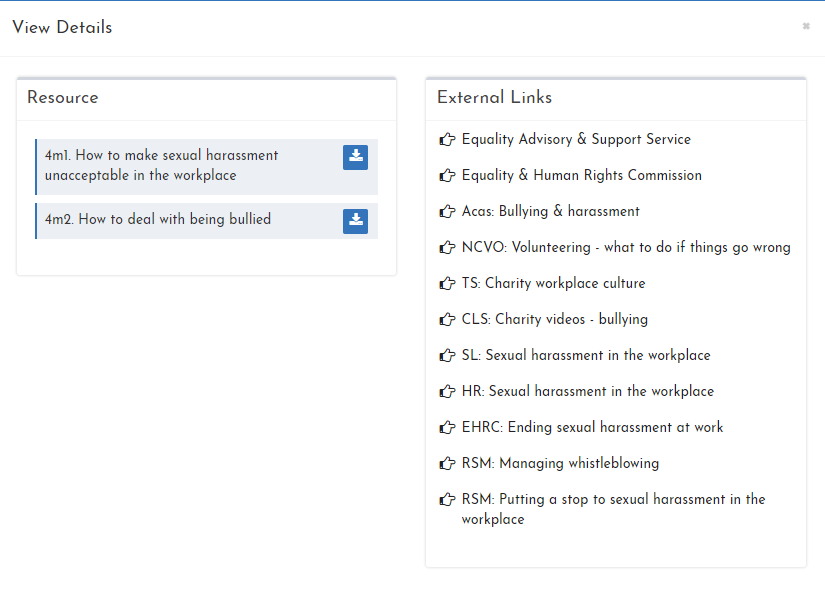 View Details
Resource
4m1. How to make sexual harassment
unacceptable in the workplace
4m2. How to deal with being bullied
External Links
Equality Advisory & Support Service
Equality & Human Rights Commission
Acas: Bullying & harassment
NCVO: Volunteering - what to do if things go wrong
TS: Charity workplace culture
CLS: Charity videos - bullying
SL: Sexual harassment in the workplace
HR: Sexual harassment in the workplace
EHRC: Ending sexual harassment at work
RSM: Managing whistleblowing
RSM: Putting a stop to sexual harassment in the
workplace